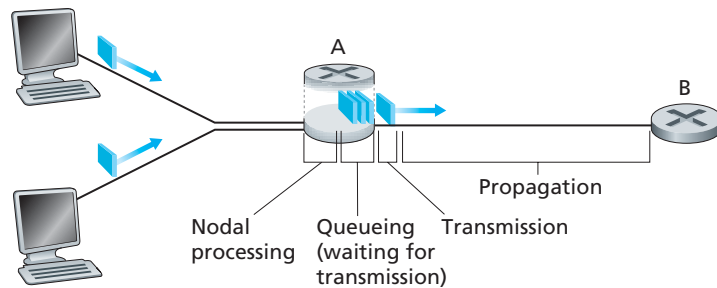 A
B
Propagation
Nodal
processing
Queueing
(waiting for
transmission)
Transmission